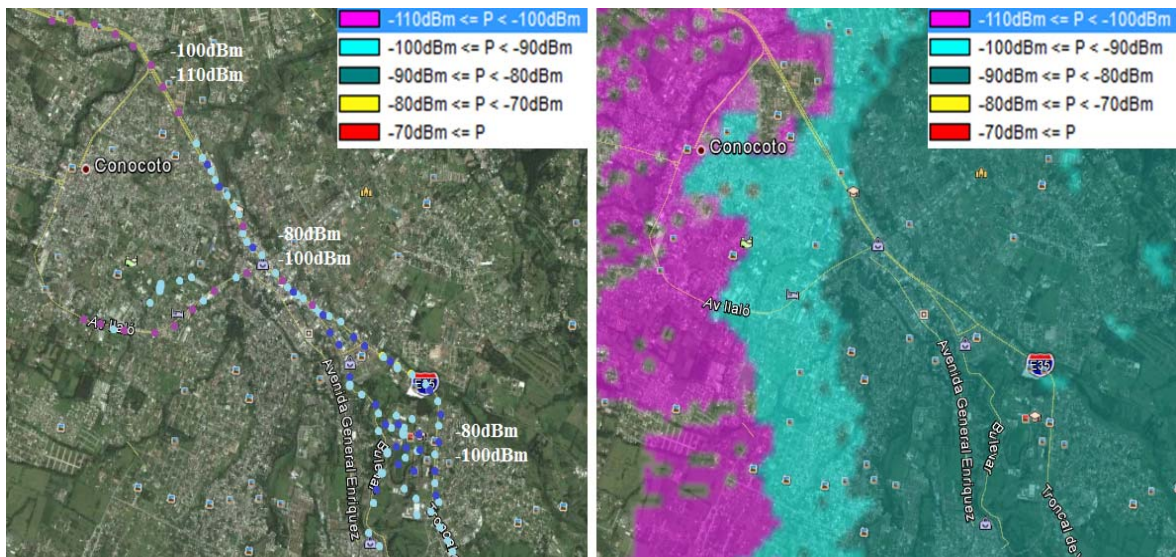 -110dBm <= P < -100dBm
-100dBm <= P < -90dBm
-90dBm <= P < -80dBm
-80dBm <= P < -70dBm
-70dBm <= P
-100dBm
-110dBm
Conocoto
-80dBm
-100dBm
Av Ilaló
Avenida General Enriquez
E35
Bulevar
-80dBm
-100dBm
-110dBm <= P < -100dBm
-100dBm <= P < -90dBm
-90dBm <= P < -80dBm
-80dBm <= P < -70dBm
-70dBm <= P
Conocoto
Av Ilaló
E35
Avenida General Enriquez
Bulevar
Troncal de